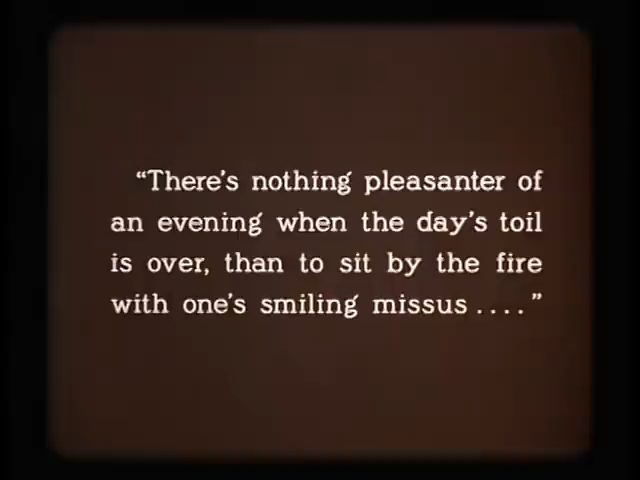 “There's nothing pleasanter of
an evening when the day's toil
is over, than to sit by the fire
with one's smiling missus ....”